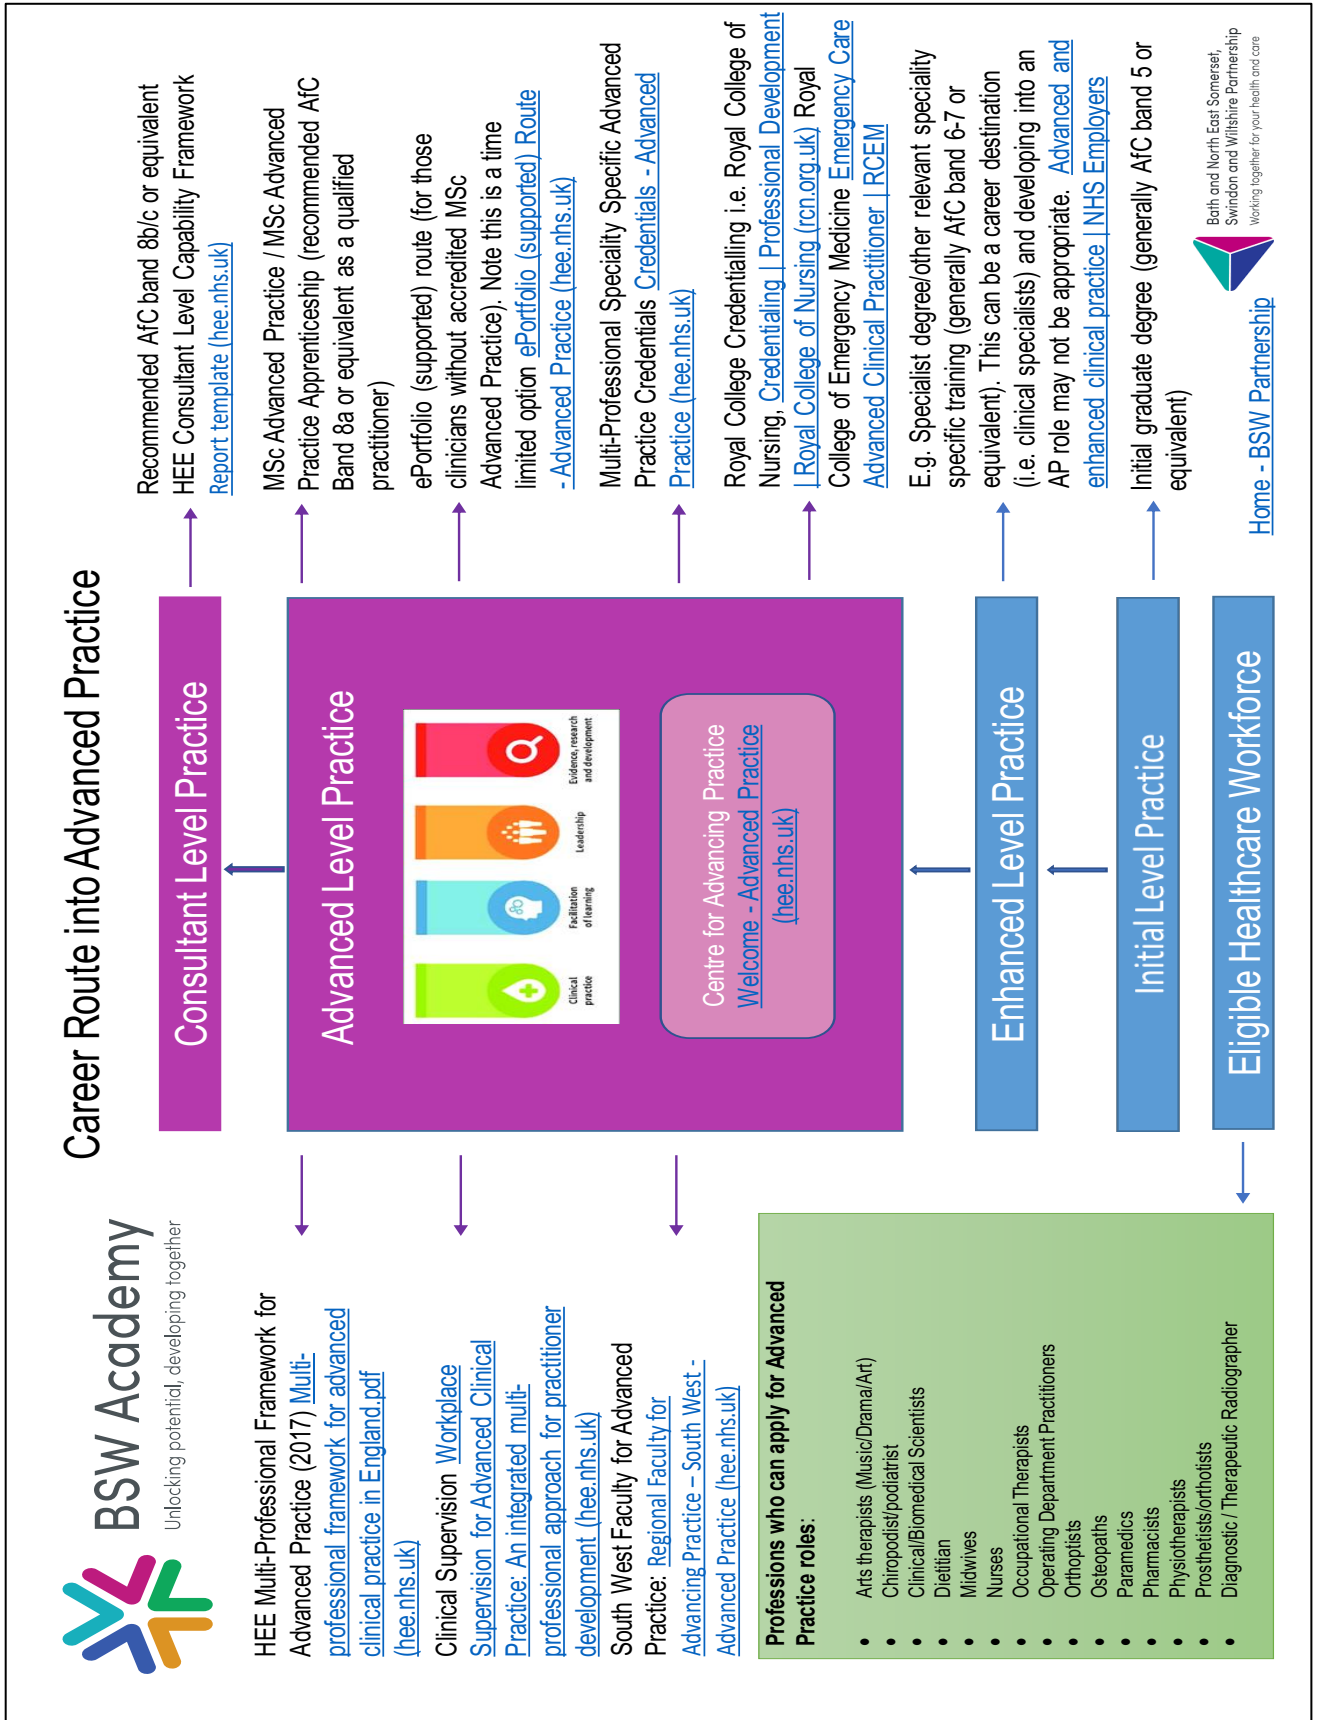 BSW Academy
Unlocking potential, developing together
Career Route into Advanced Practice
HEE Multi-Professional Framework for
Advanced Practice (2017) Multi-
professional framework for advanced
clinical practice in England.pdf
(hee.nhs.uk)
Clinical Supervision Workplace
Supervision for Advanced Clinical
Practice: An integrated multi-
professional approach for practitioner
development (hee.nhs.uk)
South West Faculty for Advanced
Practice: Regional Faculty for
Advancing Practice – South West -
Advanced Practice (hee.nhs.uk)
Professions who can apply for Advanced
Practice roles:
• Arts therapists (Music/Drama/Art)
• Chiropodist/podiatrist
• Clinical/Biomedical Scientists
• Dietitian
• Midwives
• Nurses
• Occupational Therapists
• Operating Department Practitioners
• Orthoptists
• Osteopaths
• Paramedics
• Pharmacists
• Physiotherapists
• Prosthetists/orthotists
• Diagnostic / Therapeutic Radiographer
Consultant Level Practice
Advanced Level Practice
Clinical
practice
Facilitation
of learning
Leadership
Evidence, research
and development
Centre for Advancing Practice
Welcome - Advanced Practice
(hee.nhs.uk)
Enhanced Level Practice
Initial Level Practice
Eligible Healthcare Workforce
Recommended AfC band 8b/c or equivalent
HEE Consultant Level Capability Framework
Report template (hee.nhs.uk)
MSc Advanced Practice / MSc Advanced
Practice Apprenticeship (recommended AfC
Band 8a or equivalent as a qualified
practitioner)
ePortfolio (supported) route (for those
clinicians without accredited MSc
Advanced Practice). Note this is a time
limited option ePortfolio (supported) Route
- Advanced Practice (hee.nhs.uk)
Multi-Professional Speciality Specific Advanced
Practice Credentials Credentials - Advanced
Practice (hee.nhs.uk)
Royal College Credentialling i.e. Royal College of
Nursing, Credentialing | Professional Development
| Royal College of Nursing (rcn.org.uk) Royal
College of Emergency Medicine Emergency Care
Advanced Clinical Practitioner | RCEM
E.g. Specialist degree/other relevant speciality
specific training (generally AfC band 6-7 or
equivalent). This can be a career destination
(i.e. clinical specialists) and developing into an
AP role may not be appropriate. Advanced and
enhanced clinical practice | NHS Employers
Initial graduate degree (generally AfC band 5 or
equivalent)
Home - BSW Partnership
Bath and North East Somerset,
Swindon and Wiltshire Partnership
Working together for your health and care